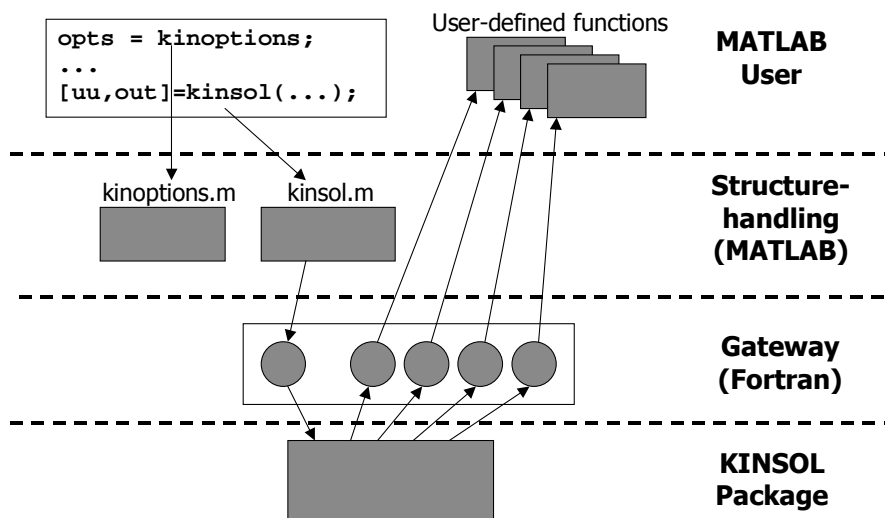 opts = kinoptions;
...
[uu,out]=kinsol(...);
User-defined functions
MATLAB
User
kinoptions.m
kinsol.m
Structure-
handling
(MATLAB)
Gateway
(Fortran)
KINSOL
Package